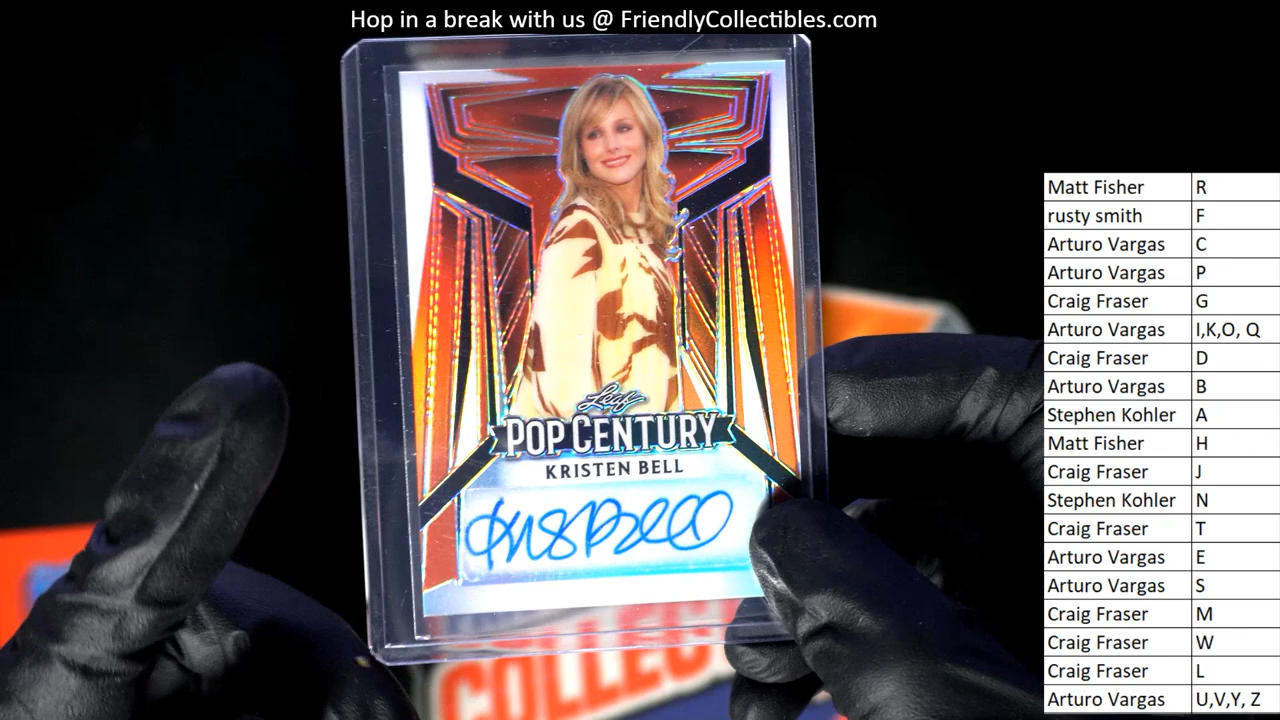 Hop in a break with us @ FriendlyCollectibles.com
Leaf
POP CENTURY
KRISTEN BELL
COLLEC
Matt Fisher R
rusty smith F
Arturo Vargas C
Arturo Vargas P
Craig Fraser G
Arturo Vargas I,K,O, Q
Craig Fraser D
Arturo Vargas B
Stephen Kohler A
Matt Fisher H
Craig Fraser J
Stephen Kohler N
Craig Fraser T
Arturo Vargas E
Arturo Vargas S
Craig Fraser M
Craig Fraser W
Craig Fraser L
Arturo Vargas U,V,Y, Z